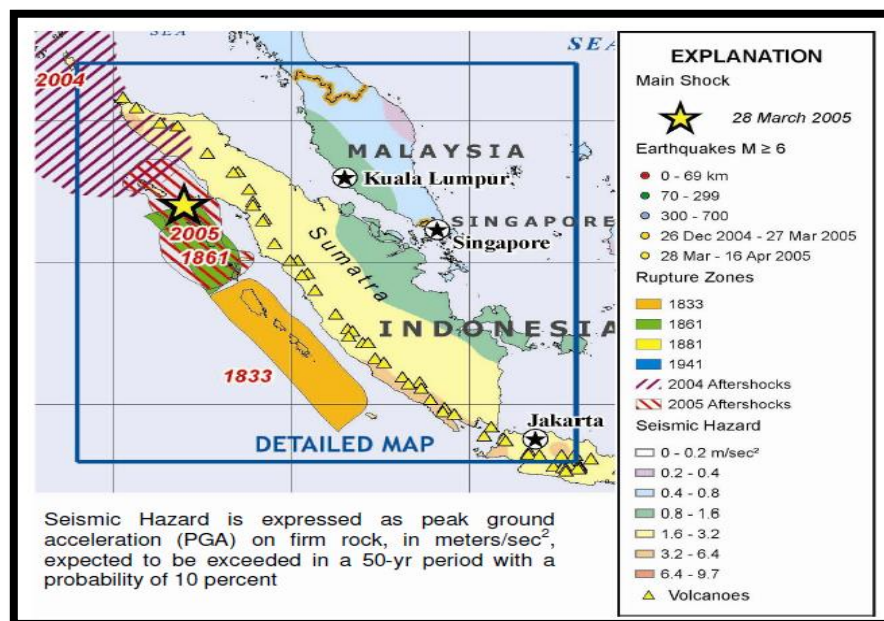 SEA
SEA
2004
MALAYSIA
Kuala Lumpur
SINGAPORE
Singapore
2005
1861
Sumatra
INDONESIA
1833
Jakarta
DETAILED MAP
Seismic Hazard is expressed as peak ground
acceleration (PGA) on firm rock, in meters/sec²,
expected to be exceeded in a 50-yr period with a
probability of 10 percent
EXPLANATION
Main Shock
28 March 2005
Earthquakes M ≥ 6
0 - 69 km
70 - 299
300 - 700
26 Dec 2004 - 27 Mar 2005
28 Mar - 16 Apr 2005
Rupture Zones
1833
1861
1881
1941
2004 Aftershocks
2005 Aftershocks
Seismic Hazard
0 - 0.2 m/sec²
0.2 - 0.4
0.4 - 0.8
0.8 - 1.6
1.6 - 3.2
3.2 - 6.4
6.4 - 9.7
Volcanoes